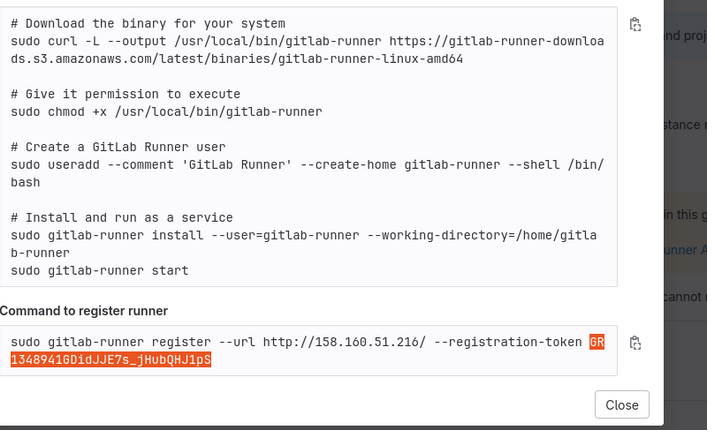 # Download the binary for your system
sudo curl -L --output /usr/local/bin/gitlab-runner https://gitlab-runner-downloa
ds.s3.amazonaws.com/latest/binaries/gitlab-runner-linux-amd64
# Give it permission to execute
sudo chmod +x /usr/local/bin/gitlab-runner
# Create a GitLab Runner user
sudo useradd --comment 'GitLab Runner' --create-home gitlab-runner --shell /bin/
bash
# Install and run as a service
sudo gitlab-runner install --user=gitlab-runner --working-directory=/home/gitla
b-runner
sudo gitlab-runner start
Command to register runner
sudo gitlab-runner register --url http://158.160.51.216/ --registration-token GR
1348941GDidJJE7s_jHubQHJ1pS
Close
nd proj
stance r
in this g
unner A
cannot r